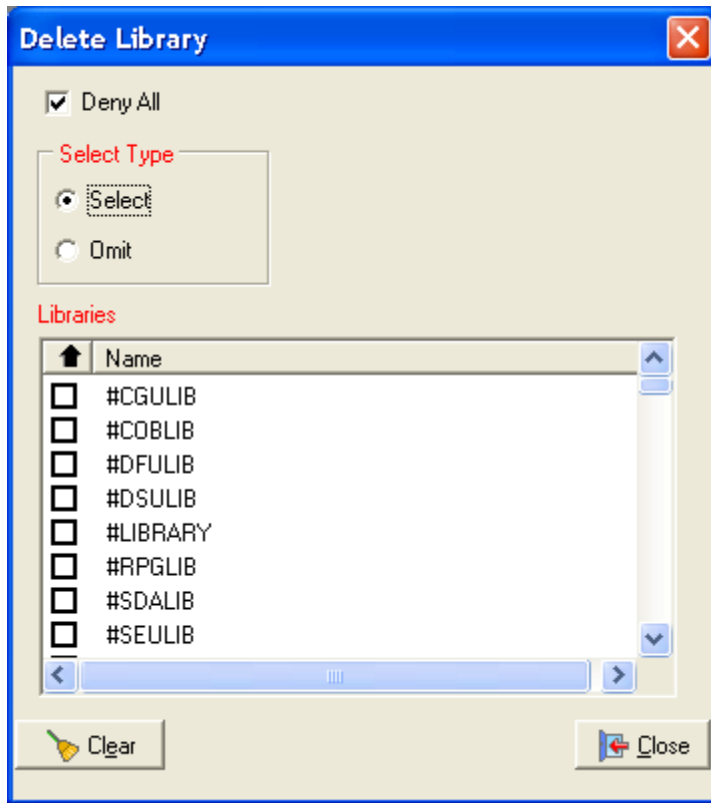 Delete Library
Deny All
Select Type
Select
Omit
Libraries
Name
#CGULIB
#COBLIB
#DFULIB
#DSULIB
#LIBRARY
#RPGLIB
#SDALIB
#SEULIB
Clear
Close